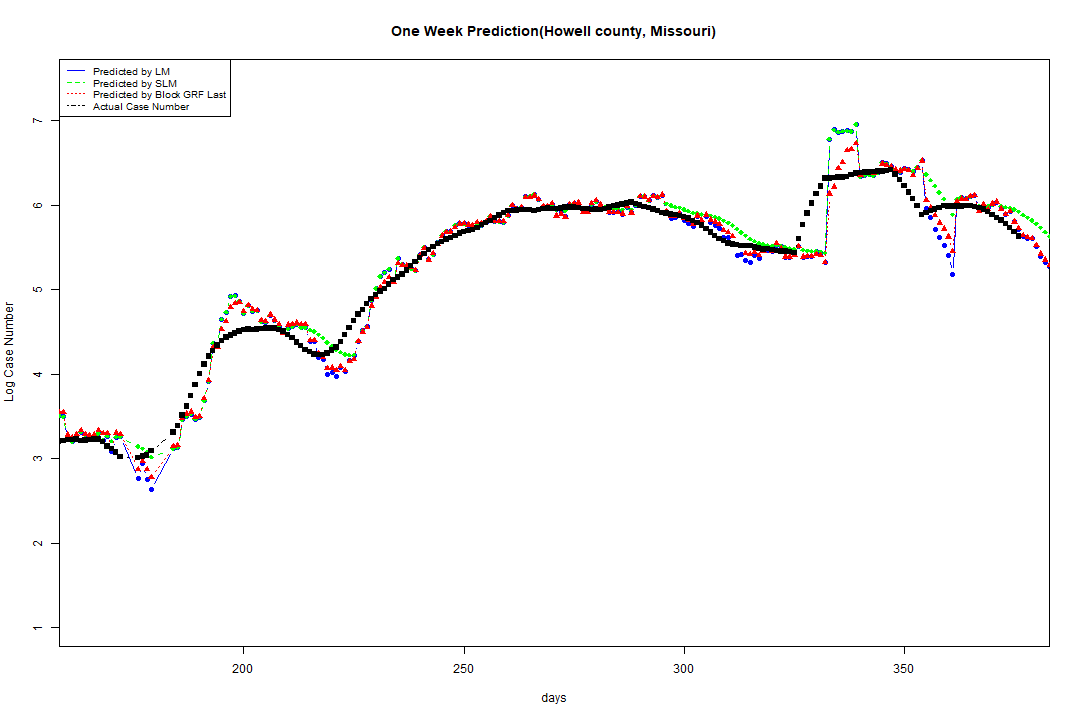 One Week Prediction(Howell county, Missouri)
Predicted by LM
Predicted by SLM
Predicted by Block GRF Last
Actual Case Number
7
6
5
4
3
2
1
Log Case Number
200 250 300 350
days